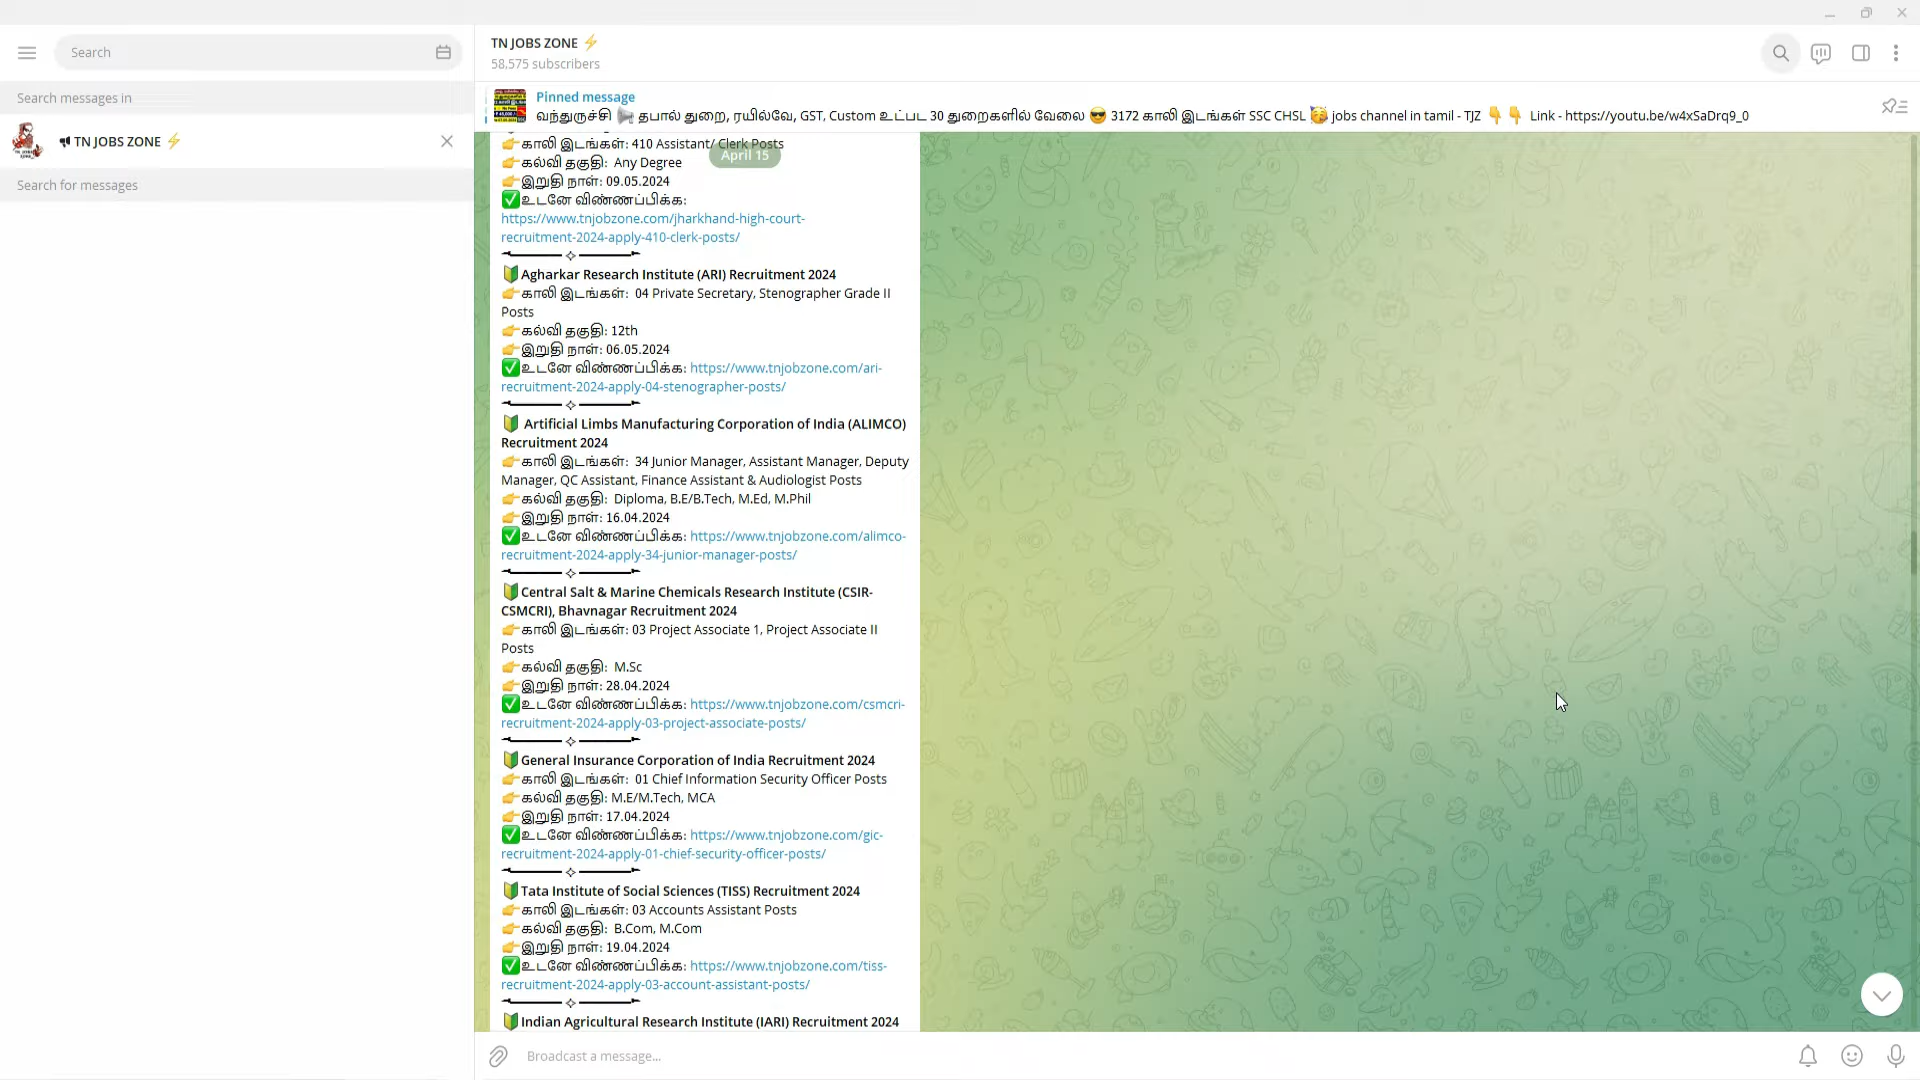 Search
TN JOBS ZONE ⚡
58,575 subscribers
Search messages in
TN JOBS ZONE ⚡
Search for messages
Pinned message
வந்துருச்சி 📢 தபால் துறை, ரயில்வே, GST, Custom உட்பட 30 துறைகளில் வேலை 😎 3172 காலி இடங்கள் SSC CHSL 🥳 jobs channel in tamil - TJZ 👇 👇 Link - https://youtu.be/w4xSaDrq9_0
👉காலி இடங்கள்: 410 Assistant/ Clerk Posts
April 15
👉கல்வி தகுதி: Any Degree
👉இறுதி நாள்: 09.05.2024
✅உடனே விண்ணப்பிக்க:
https://www.tnjobzone.com/jharkhand-high-court-
recruitment-2024-apply-410-clerk-posts/
🔰Agharkar Research Institute (ARI) Recruitment 2024
👉காலி இடங்கள்: 04 Private Secretary, Stenographer Grade II
Posts
👉கல்வி தகுதி: 12th
👉இறுதி நாள்: 06.05.2024
✅உடனே விண்ணப்பிக்க: https://www.tnjobzone.com/ari-
recruitment-2024-apply-04-stenographer-posts/
🔰 Artificial Limbs Manufacturing Corporation of India (ALIMCO)
Recruitment 2024
👉காலி இடங்கள்: 34 Junior Manager, Assistant Manager, Deputy
Manager, QC Assistant, Finance Assistant & Audiologist Posts
👉கல்வி தகுதி: Diploma, B.E/B.Tech, M.Ed, M.Phil
👉இறுதி நாள்: 16.04.2024
✅உடனே விண்ணப்பிக்க: https://www.tnjobzone.com/alimco-
recruitment-2024-apply-34-junior-manager-posts/
🔰Central Salt & Marine Chemicals Research Institute (CSIR-
CSMCRI), Bhavnagar Recruitment 2024
👉காலி இடங்கள்: 03 Project Associate 1, Project Associate II
Posts
👉கல்வி தகுதி: M.Sc
👉இறுதி நாள்: 28.04.2024
✅உடனே விண்ணப்பிக்க: https://www.tnjobzone.com/csmcri-
recruitment-2024-apply-03-project-associate-posts/
🔰General Insurance Corporation of India Recruitment 2024
👉காலி இடங்கள்: 01 Chief Information Security Officer Posts
👉கல்வி தகுதி: M.E/M.Tech, MCA
👉இறுதி நாள்: 17.04.2024
✅உடனே விண்ணப்பிக்க: https://www.tnjobzone.com/gic-
recruitment-2024-apply-01-chief-security-officer-posts/
🔰Tata Institute of Social Sciences (TISS) Recruitment 2024
👉காலி இடங்கள்: 03 Accounts Assistant Posts
👉கல்வி தகுதி: B.Com, M.Com
👉இறுதி நாள்: 19.04.2024
✅உடனே விண்ணப்பிக்க: https://www.tnjobzone.com/tiss-
recruitment-2024-apply-03-account-assistant-posts/
🔰Indian Agricultural Research Institute (IARI) Recruitment 2024
Broadcast a message...